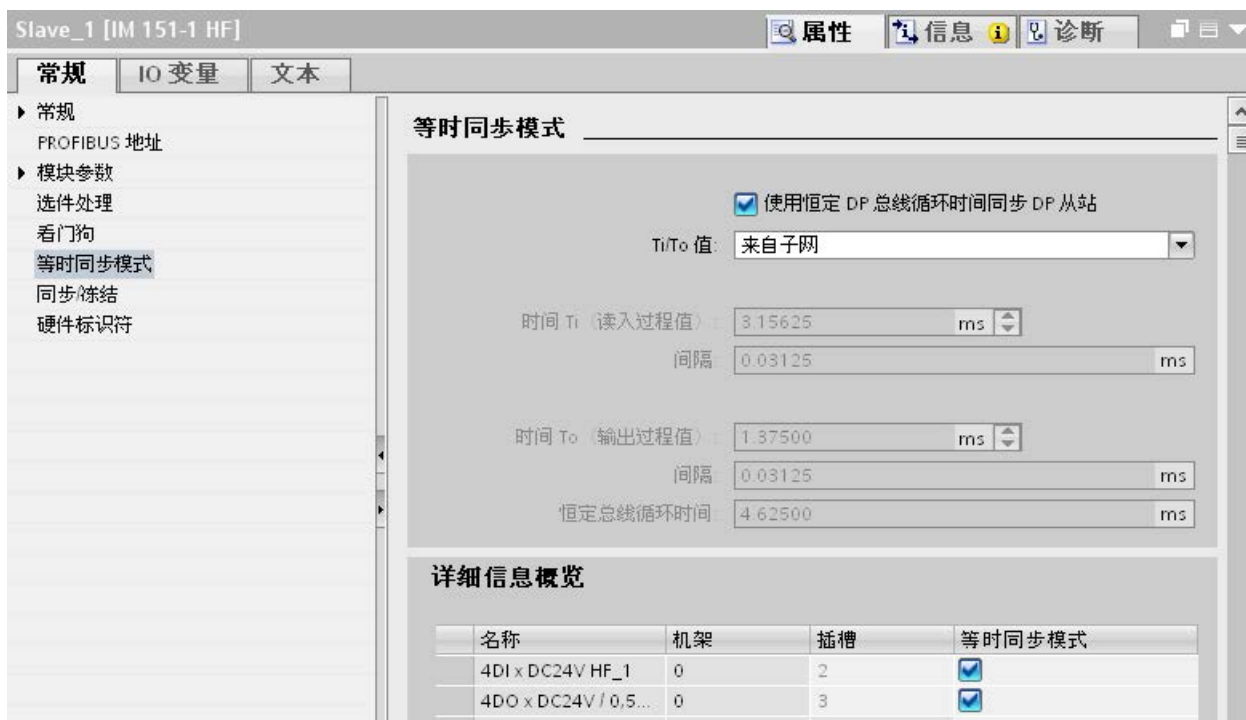 Slave_1 [IM 151-1 HF]
属性
信息
诊断
常规
IO 变量
文本
常规
PROFIBUS 地址
模块参数
选件处理
看门狗
等时同步模式
同步/冻结
硬件标识符
等时同步模式
使用恒定 DP 总线循环时间同步 DP 从站
Ti/To 值:
来自子网
时间 Ti（读入过程值）:
3.15625
ms
间隔:
0.03125
ms
时间 To（输出过程值）:
1.37500
ms
间隔:
0.03125
ms
恒定总线循环时间:
4.62500
ms
详细信息概览
名称 机架 插槽 等时同步模式
4DI x DC24V HF_1 0 2
4DO x DC24V / 0,5... 0 3